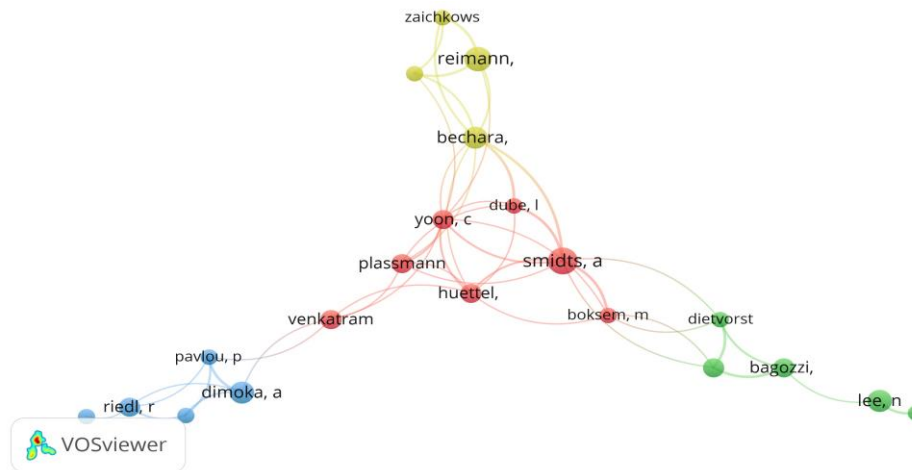 zaichkows
reimann,
bechara,
dube, l
yoon, c
smidts, a
plassmann
huettel,
boksem, m
dietvorst
venkatram
pavlou, p
bagozzi,
dimoka, a
lee, n
riedl, r
VOSviewer